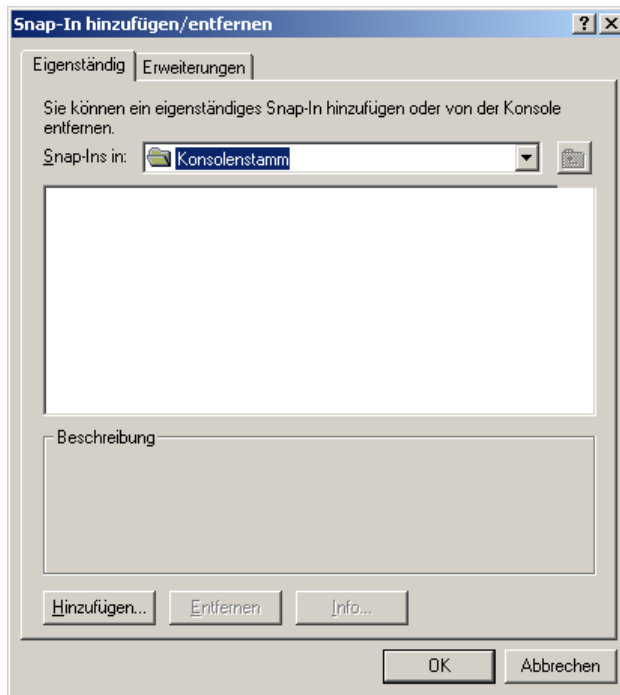 Snap-In hinzufügen/entfernen
Eigenständig
Erweiterungen
Sie können ein eigenständiges Snap-In hinzufügen oder von der Konsole
entfernen.
Snap-Ins in:
Konsolenstamm
Beschreibung
Hinzufügen...
Entfernen
Info...
OK
Abbrechen